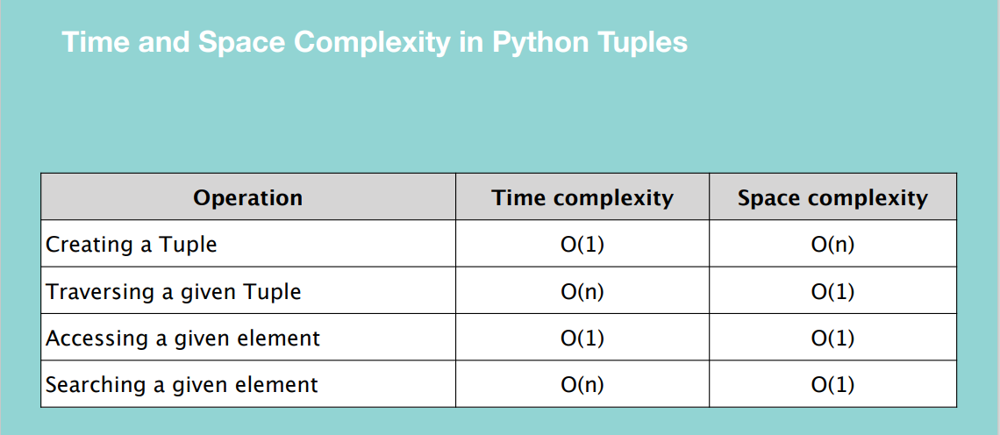 Time and Space Complexity in Python Tuples
Operation Time complexity Space complexity
Creating a Tuple O(1) O(n)
Traversing a given Tuple O(n) O(1)
Accessing a given element O(1) O(1)
Searching a given element O(n) O(1)